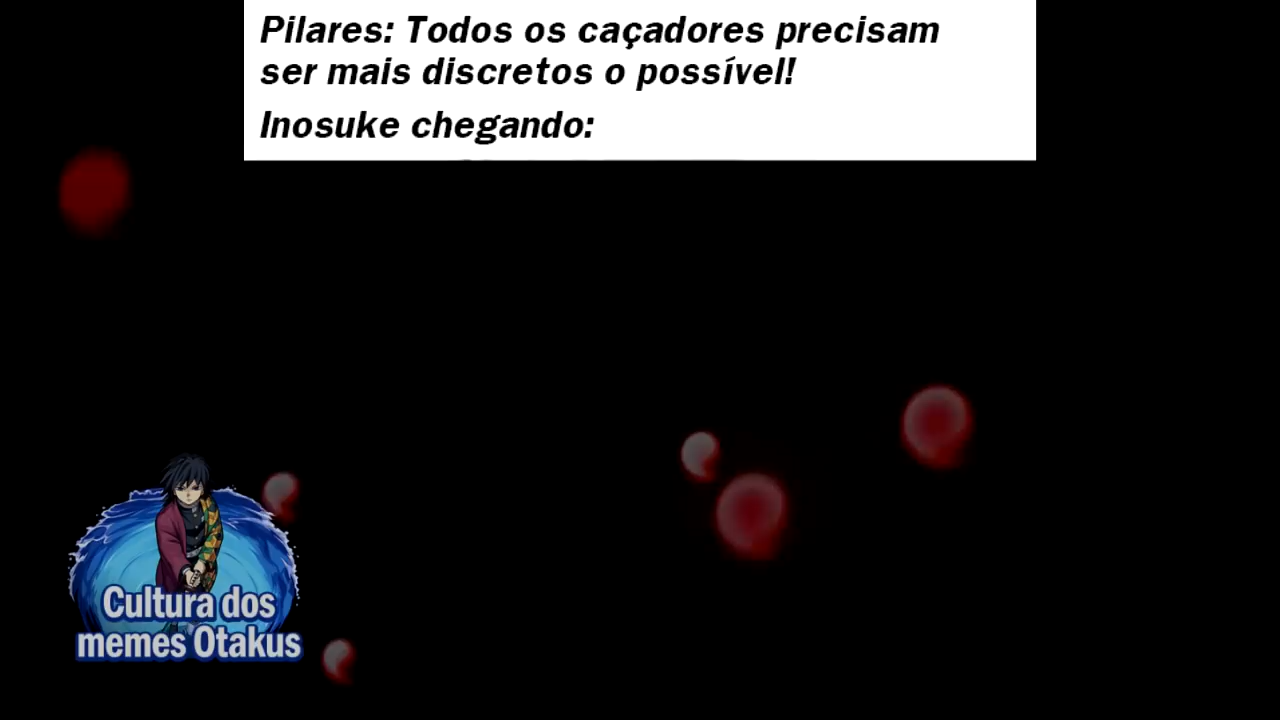 Pilares: Todos os caçadores precisam
ser mais discretos o possível!
Inosuke chegando:
Cultura dos
memes Otakus